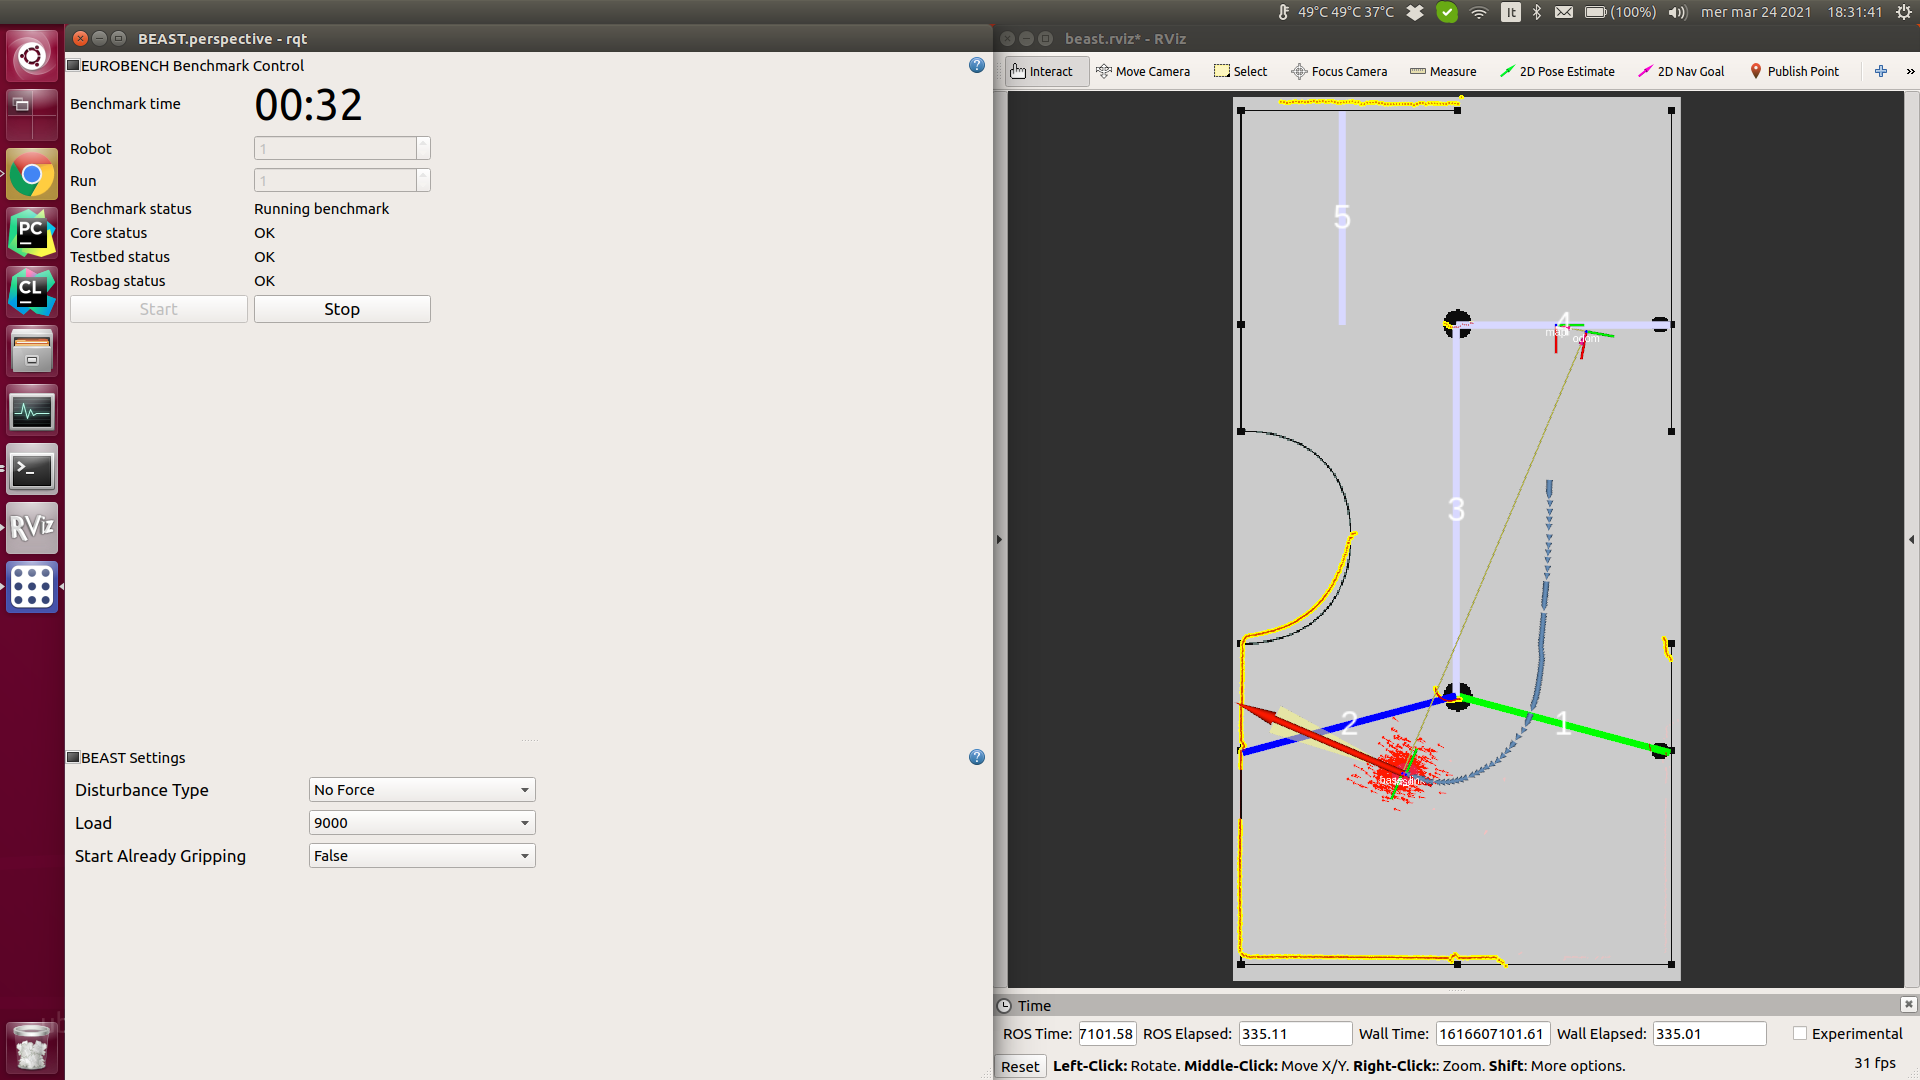 49°C 49°C 37°C It (100%) mer mar 24 2021 18:31:41
BEAST.perspective - rqt
EUROBENCH Benchmark Control
Benchmark time 00:32
Robot 1
Run 1
Benchmark status Running benchmark
Core status OK
Testbed status OK
Rosbag status OK
Start Stop
BEAST Settings
Disturbance Type No Force
Load 9000
Start Already Gripping False
PC
CL
RViz
beast.rviz* - RViz
Interact Move Camera Select Focus Camera Measure 2D Pose Estimate 2D Nav Goal Publish Point
5
4
odom
3
2 1
Time
ROS Time: 7101.58 ROS Elapsed: 335.11 Wall Time: 1616607101.61 Wall Elapsed: 335.01 Experimental
Reset Left-Click: Rotate. Middle-Click: Move X/Y. Right-Click:: Zoom. Shift: More options. 31 fps